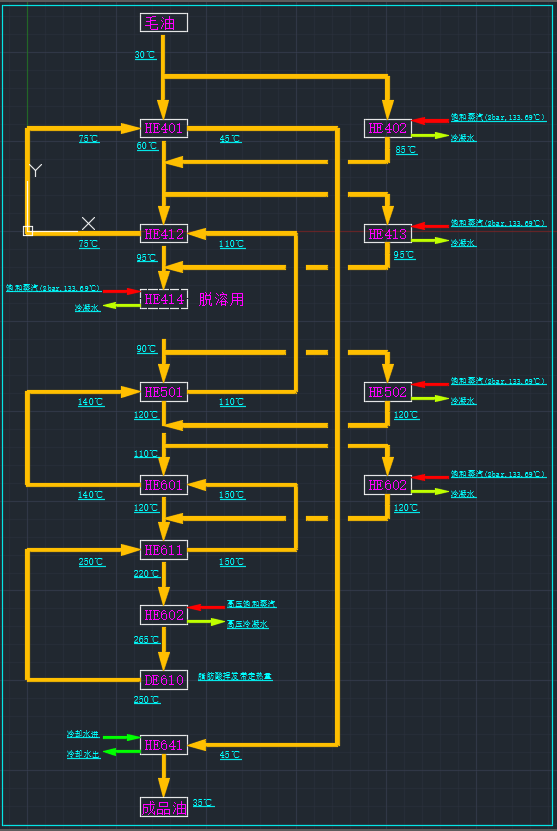 毛油
30℃
HE401
HE402
饱和蒸汽(2bar,133.69℃)
冷凝水
75℃
60℃
45℃
85℃
Y
X
HE412
HE413
饱和蒸汽(2bar,133.69℃)
冷凝水
75℃
95℃
110℃
95℃
饱和蒸汽(2bar,133.69℃)
冷凝水
HE414
脱溶用
90℃
HE501
HE502
饱和蒸汽(2bar,133.69℃)
冷凝水
140℃
120℃
110℃
120℃
110℃
HE601
HE602
饱和蒸汽(2bar,133.69℃)
冷凝水
140℃
120℃
150℃
120℃
HE611
250℃
220℃
150℃
HE602
高压饱和蒸汽
高压冷凝水
265℃
DE610
脂肪酸挥发带走热量
250℃
冷却水进
冷却水出
HE641
45℃
成品油
35℃